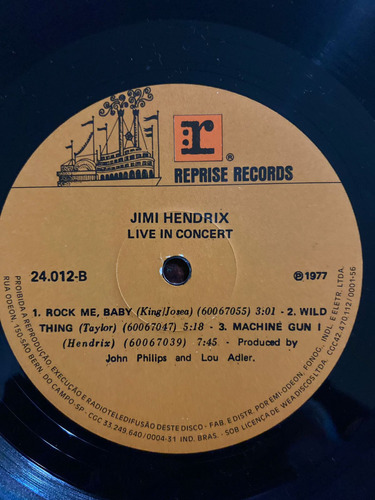 r®
REPRISE RECORDS
JIMI HENDRIX
LIVE IN CONCERT
24.012-B
℗1977
1. ROCK ME, BABY (King/Josea) (60067055) 3:01 - 2. WILD
THING (Taylor) (60067047) 5:18 - 3. MACHINE GUN I
(Hendrix) (60067039) 7:45 - Produced by
John Philips and Lou Adler.
PROIBIDA A REPRODUÇÃO, EXECUÇÃO E RADIOTELEDIFUSÃO DESTE DISCO - FAB. E DISTR. POR EMI-ODEON, FONOG., INDL. E ELETR. LTDA.
RUA ODEON, 150-SÃO BERN. DO CAMPO-SP - CGC 33.249.640/0004-31 IND. BRAS. - SOB LICENÇA DE WEA DISCOS LTDA. CGC 42.470.112/0001-56